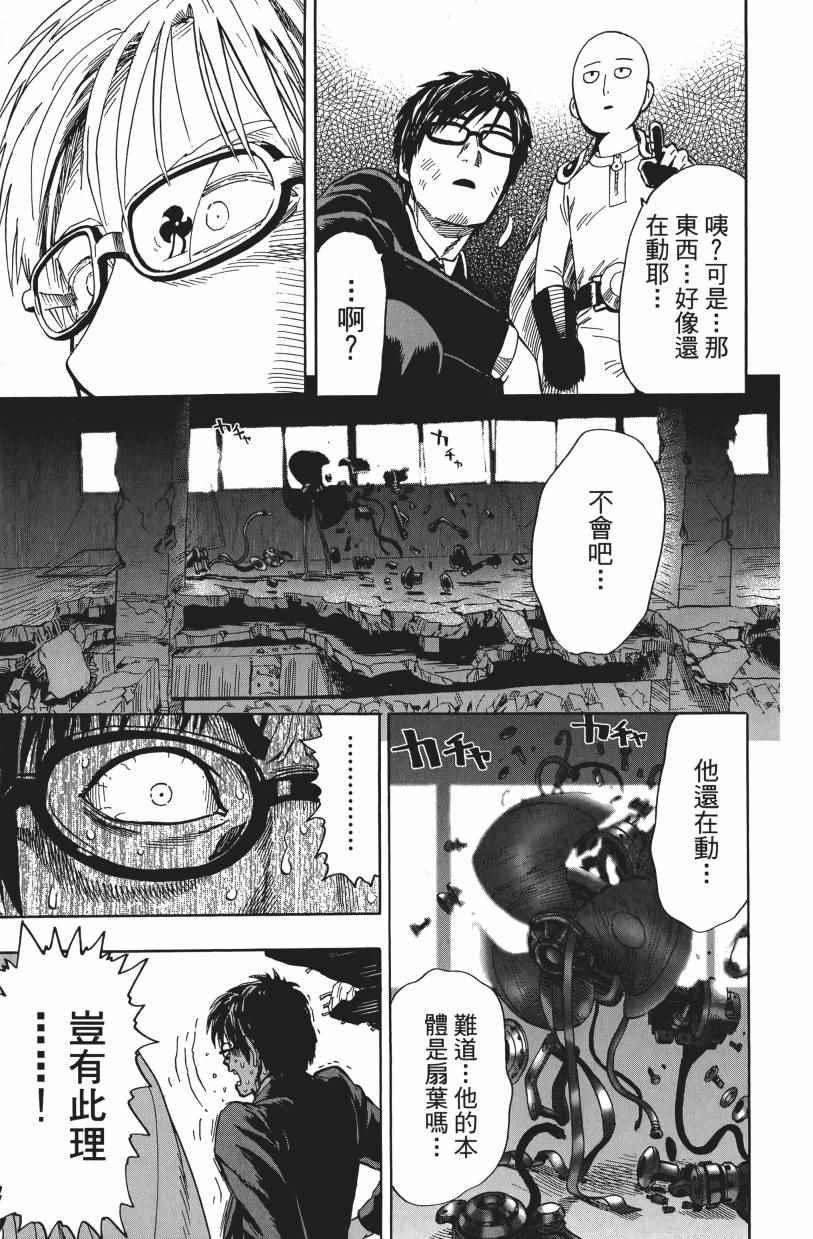 咦?可是…那
東西…好像還
在動耶…
…啊?
カチャ
カチャ
不會吧…
カチャ
カチャ
他還在動…
難道…他的本
體是扇葉嗎…
…………
豈有此理
………!